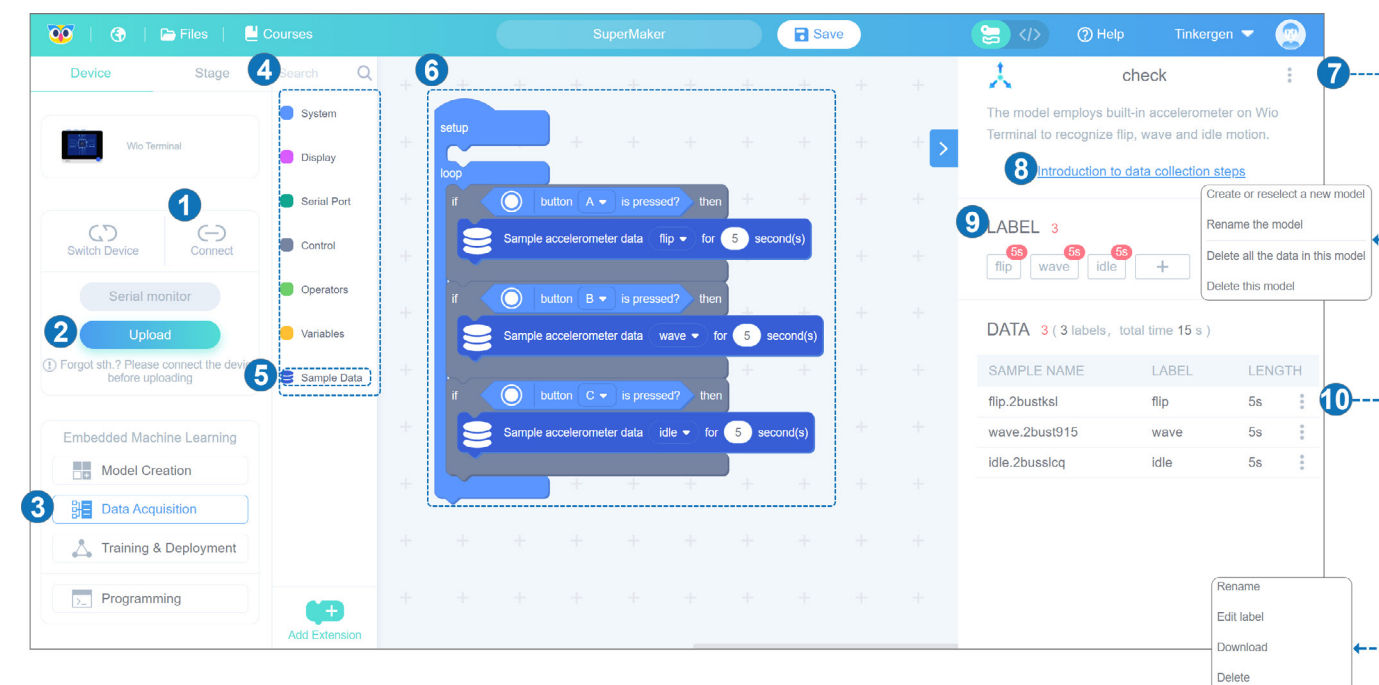 Files
Courses
SuperMaker
Save
</>
Help
Tinkergen
Device
Stage
4
Search
6
check
7
The model employs built-in accelerometer on Wio
Terminal to recognize flip, wave and idle motion.
8
Introduction to data collection steps
Create or reselect a new model
Rename the model
Delete all the data in this model
Delete this model
Wio Terminal
1
Switch Device
Connect
Serial monitor
2
Upload
Forgot sth.? Please connect the devi
before uploading
Embedded Machine Learning
Model Creation
3
Data Acquisition
Training & Deployment
Programming
System
Display
Serial Port
Control
Operators
Variables
5
Sample Data
Add Extension
setup
loop
if button A is pressed? then
Sample accelerometer data flip for 5 second(s)
if button B is pressed? then
Sample accelerometer data wave for 5 second(s)
if button C is pressed? then
Sample accelerometer data idle for 5 second(s)
9
LABEL 3
5s 5s 5s
flip wave idle +
DATA 3 ( 3 labels, total time 15 s )
SAMPLE NAME LABEL LENGTH
flip.2bustksl flip 5s
10
wave.2bust915 wave 5s
idle.2busslcq idle 5s
Rename
Edit label
Download
Delete